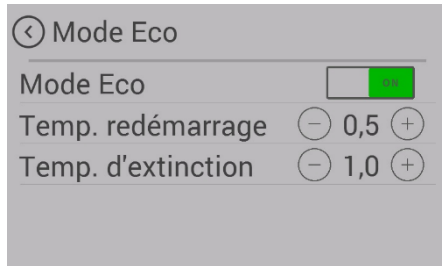 Mode Eco
Mode Eco ON
Temp. redémarrage 0,5
Temp. d'extinction 1,0